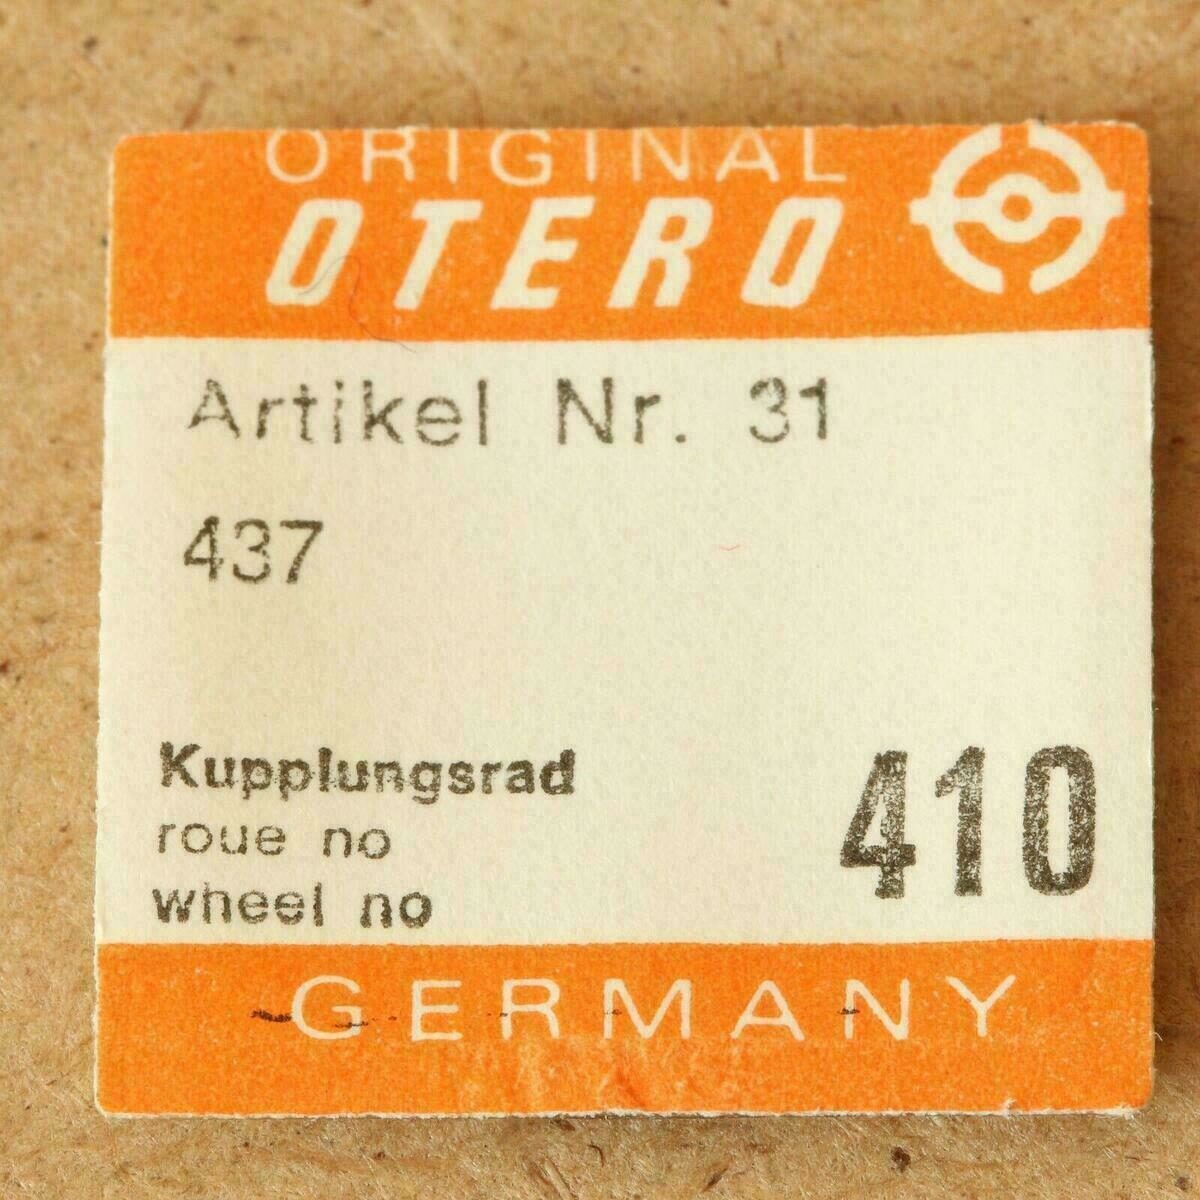 ORIGINAL
OTERO
Artikel Nr. 31
437
Kupplungsrad
roue no
wheel no
410
GERMANY